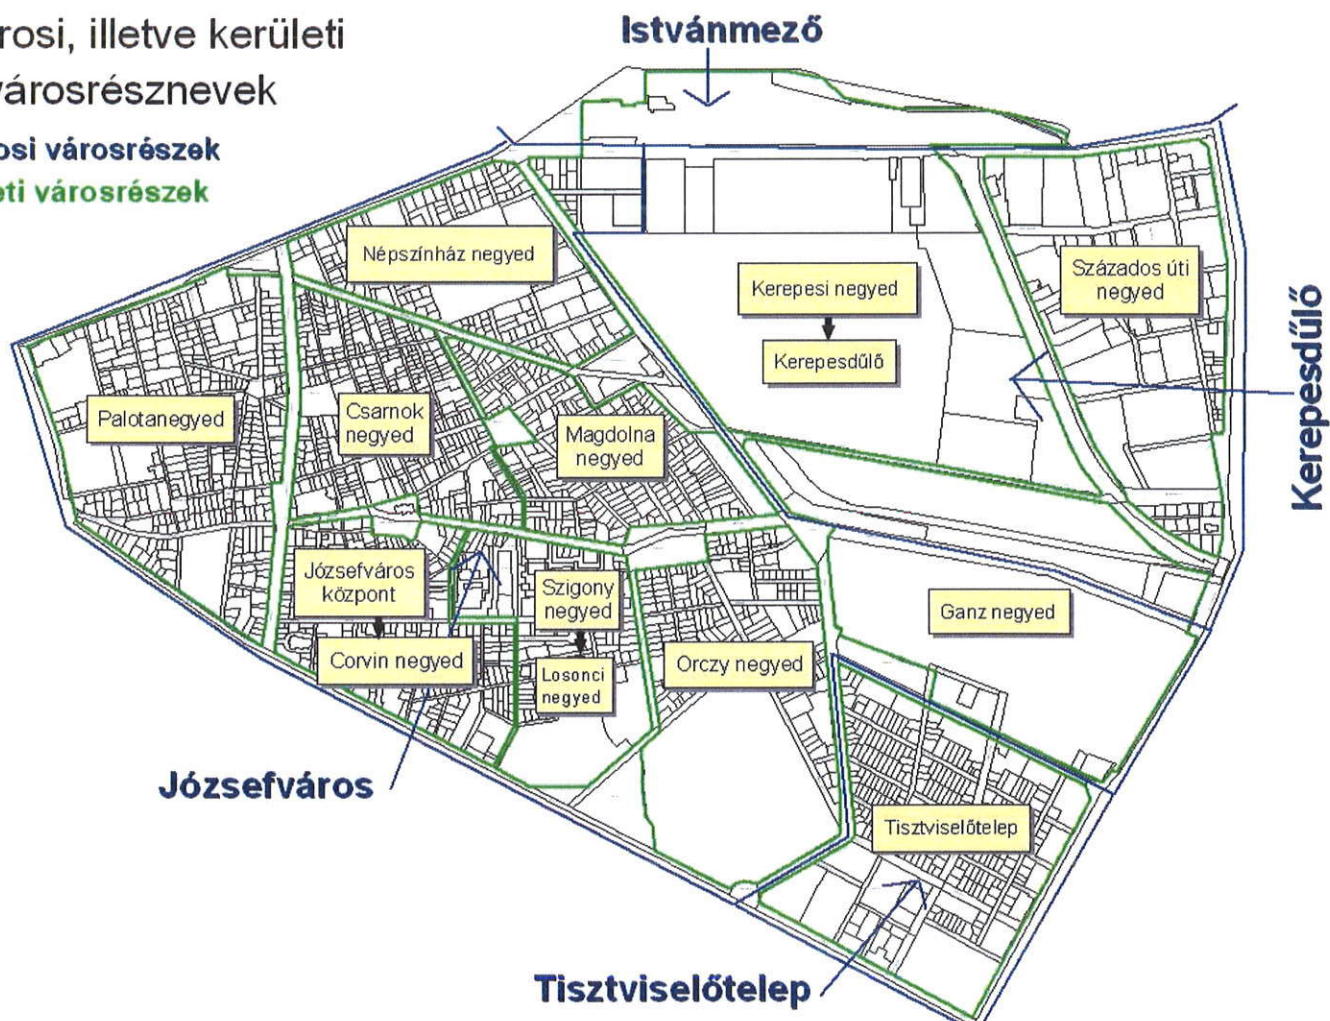 rosi, illetve kerületi
városrésznevek
osi városrészek
eti városrészek
Istvánmező
Népszínház negyed
Kerepesi negyed
Kerepesdűlő
Százados úti
negyed
Kerepesdűlő
Palotanegyed
Csarnok
negyed
Magdolna
negyed
Józsefváros
központ
Corvin negyed
Szigony
negyed
Losonci
negyed
Orczy negyed
Ganz negyed
Józsefváros
Tisztviselőtelep
Tisztviselőtelep